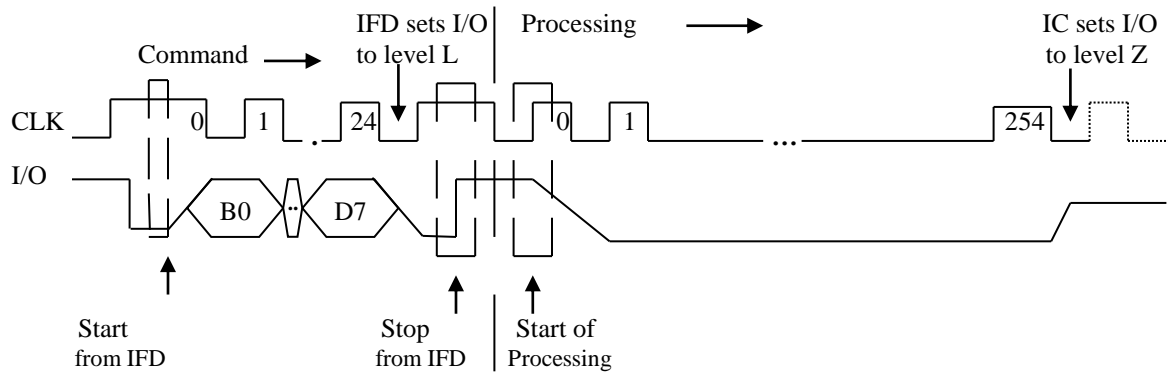 IFD sets I/O
to level L
Processing
IC sets I/O
to level Z
Command
CLK
0
1
.
24
0
1
...
254
I/O
B0
..
D7
Start
from IFD
Stop
from IFD
Start of
Processing